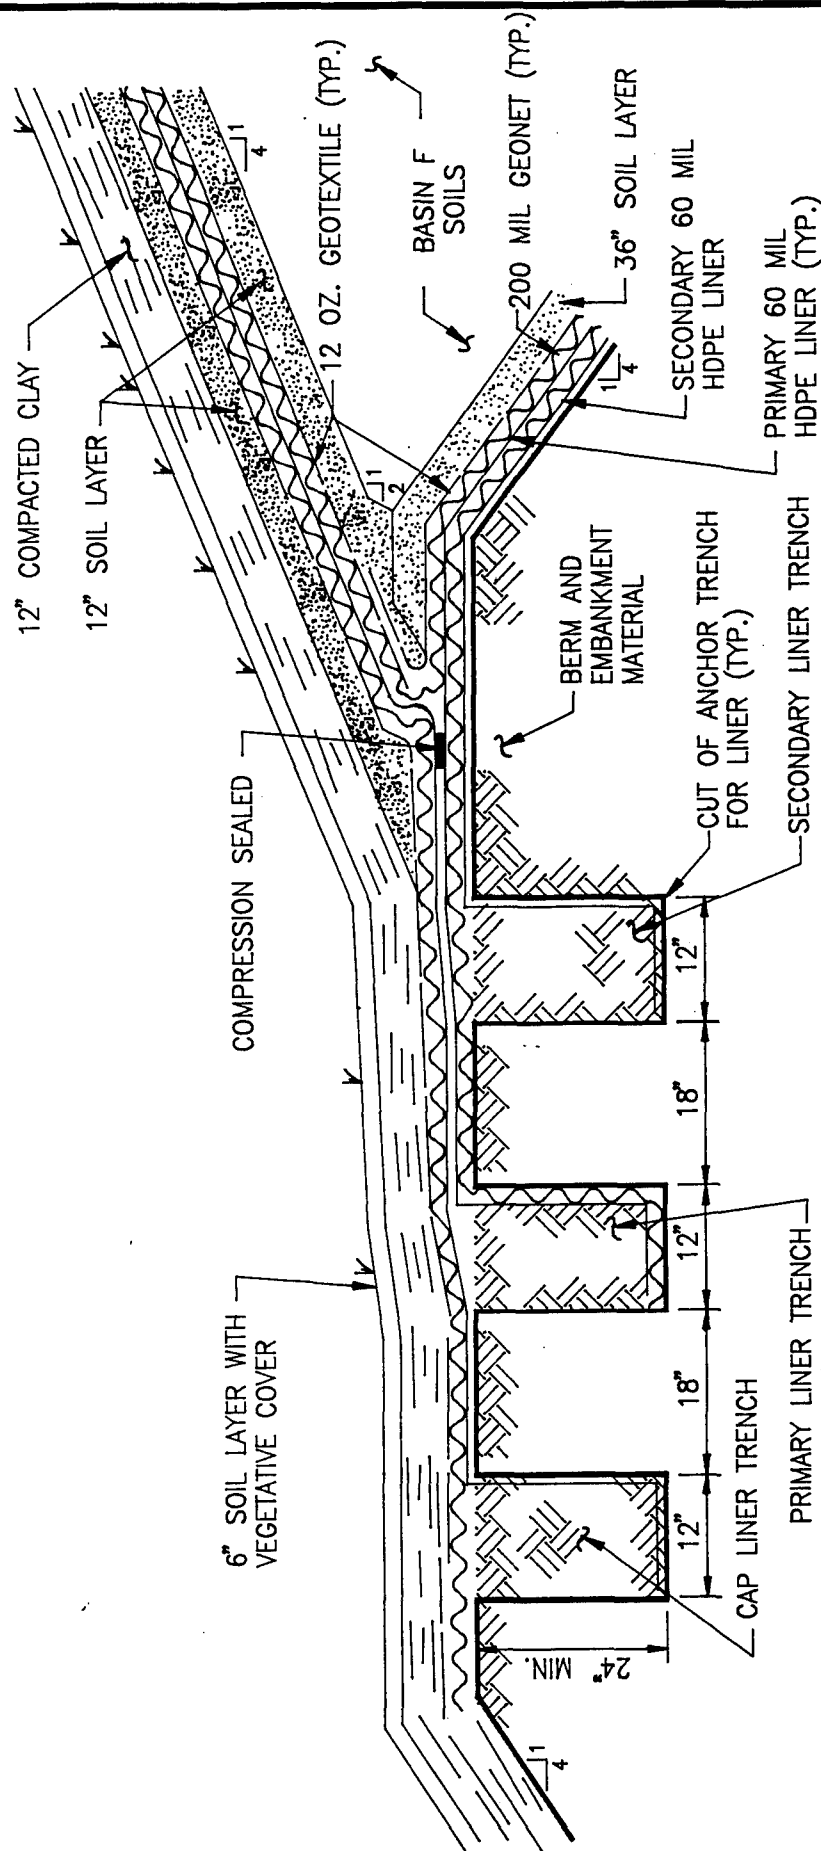 12" COMPACTED CLAY
12" SOIL LAYER
COMPRESSION SEALED
6" SOIL LAYER WITH
VEGETATIVE COVER
1
4
12 OZ. GEOTEXTILE (TYP.)
BASIN F
SOILS
200 MIL GEONET (TYP.)
36" SOIL LAYER
SECONDARY 60 MIL
HDPE LINER
PRIMARY 60 MIL
HDPE LINER (TYP.)
1
2
1
4
BERM AND
EMBANKMENT
MATERIAL
CUT OF ANCHOR TRENCH
FOR LINER (TYP.)
SECONDARY LINER TRENCH
12"
18"
12"
18"
12"
PRIMARY LINER TRENCH
CAP LINER TRENCH
24" MIN.
1
4